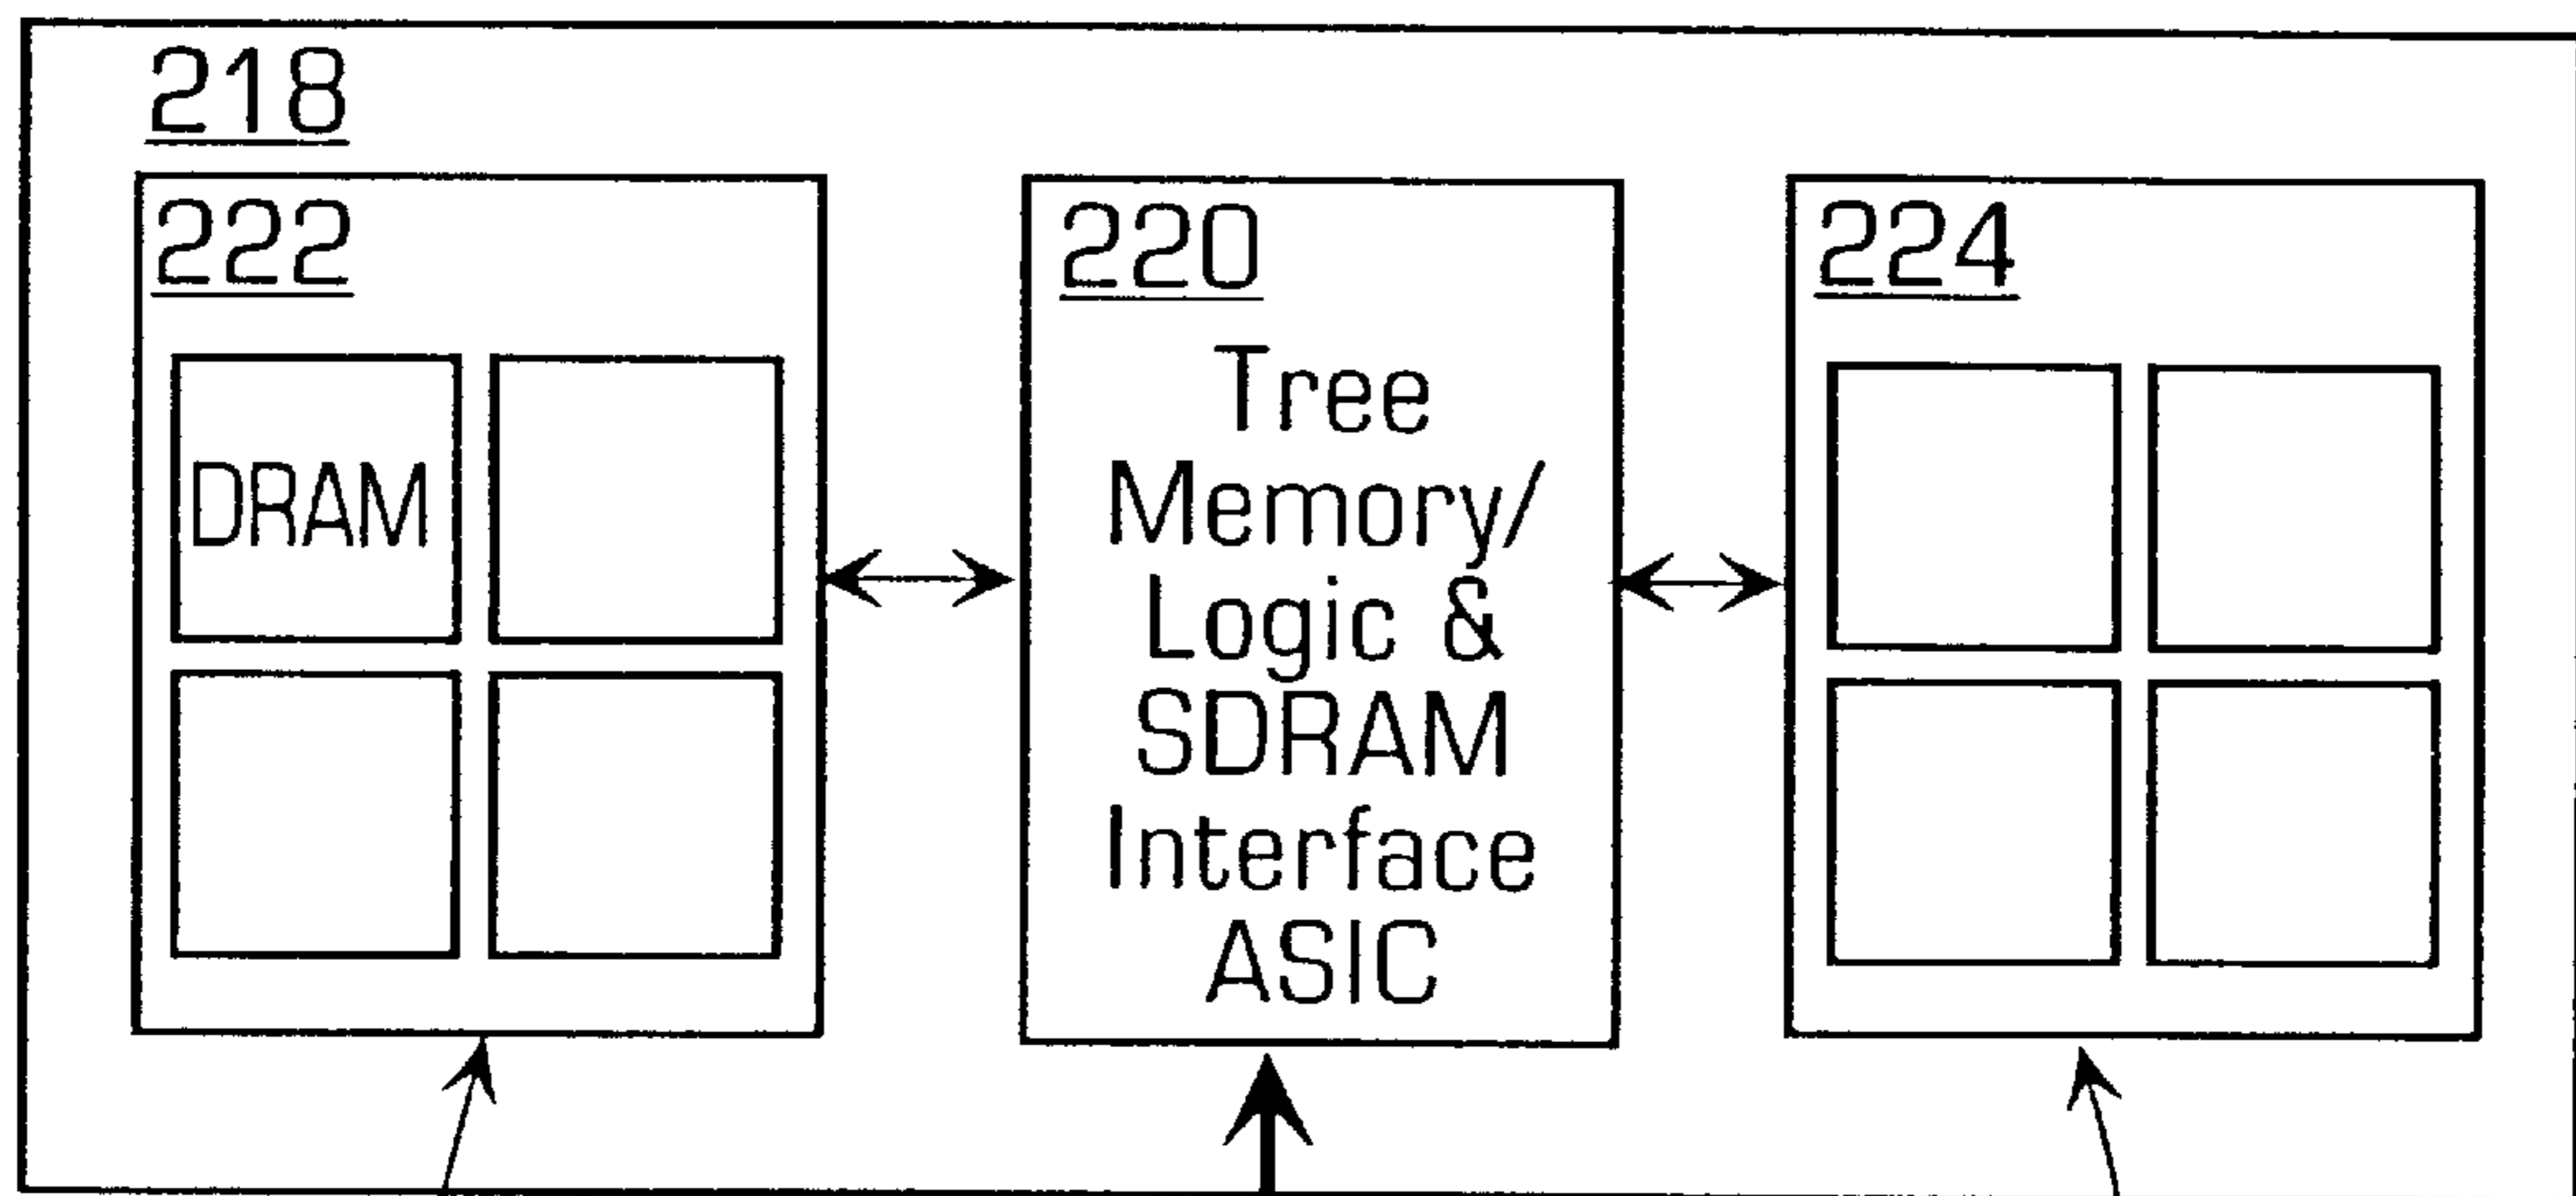 218
222
DRAM
220
Tree
Memory/
Logic &
SDRAM
Interface
ASIC
224